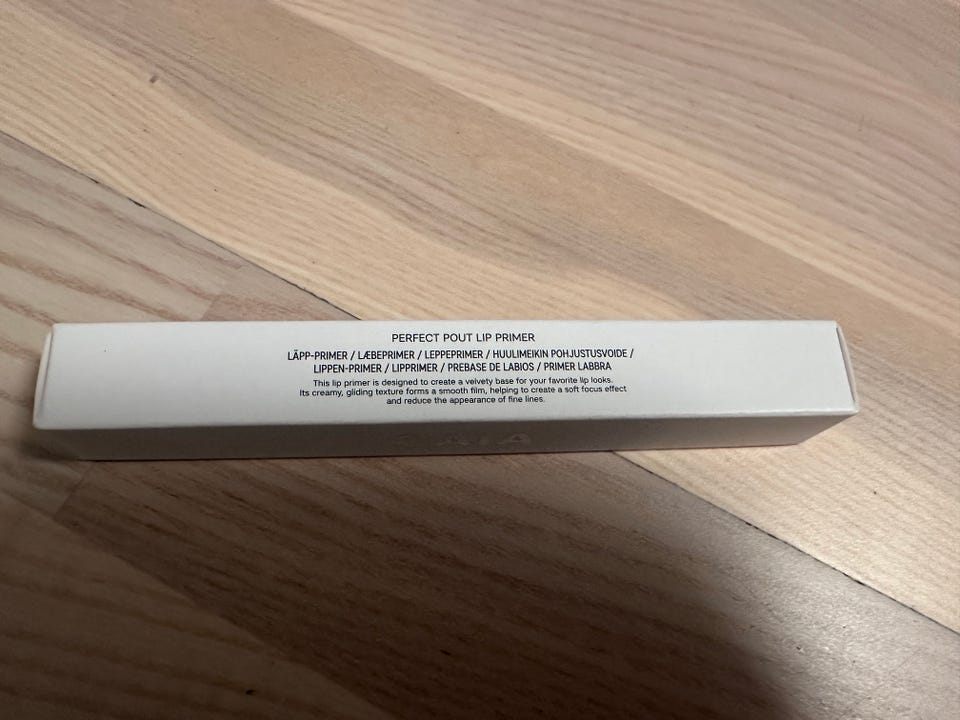 PERFECT POUT LIP PRIMER
LÄPP-PRIMER / LÆBEPRIMER / LEPPEPRIMER / HUULIMEIKIN POHJUSTUSVOIDE /
LIPPEN-PRIMER / LIPPRIMER / PREBASE DE LABIOS / PRIMER LABBRA
This lip primer is designed to create a velvety base for your favorite lip looks.
Its creamy, gliding texture forms a smooth film, helping to create a soft focus effect
and reduce the appearance of fine lines.